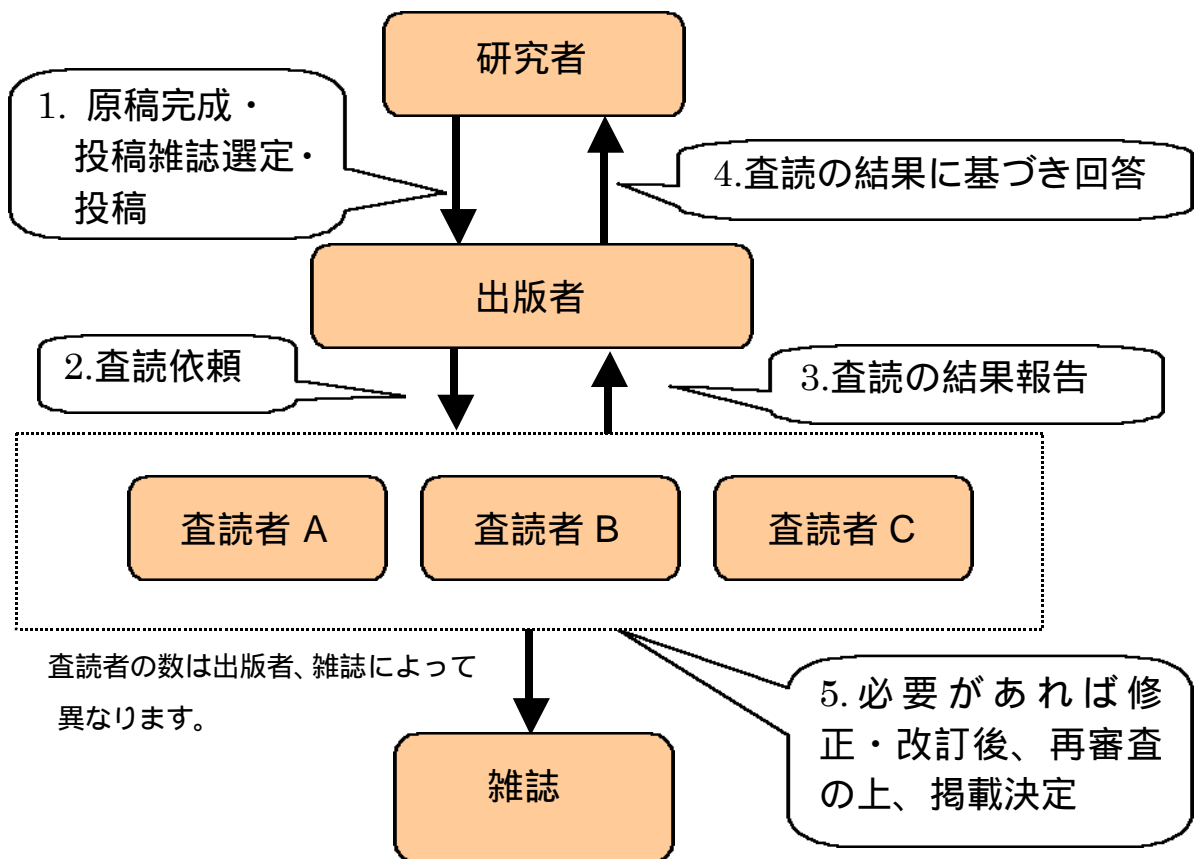 研究者
1. 原稿完成・
投稿雑誌選定・
投稿
4.査読の結果に基づき回答
出版者
2.査読依頼
3.査読の結果報告
査読者 A
査読者 B
査読者 C
査読者の数は出版者、雑誌によって
異なります。
5.必要があれば修
正・改訂後、再審査
の上、掲載決定
雑誌